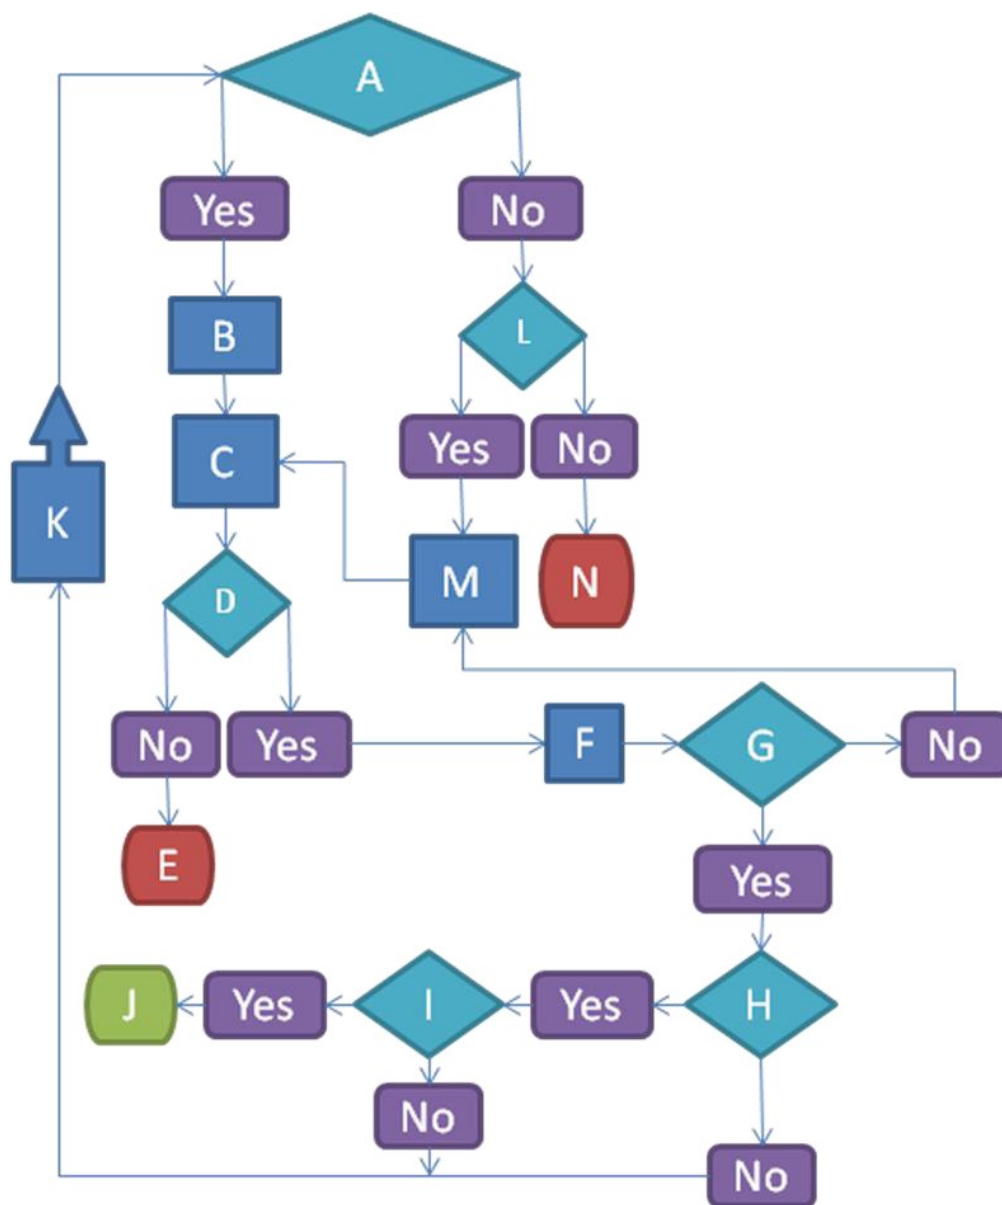 A
Yes
No
B
L
C
Yes
No
K
D
M
N
No
Yes
F
G
No
E
Yes
J
Yes
I
Yes
H
No
No